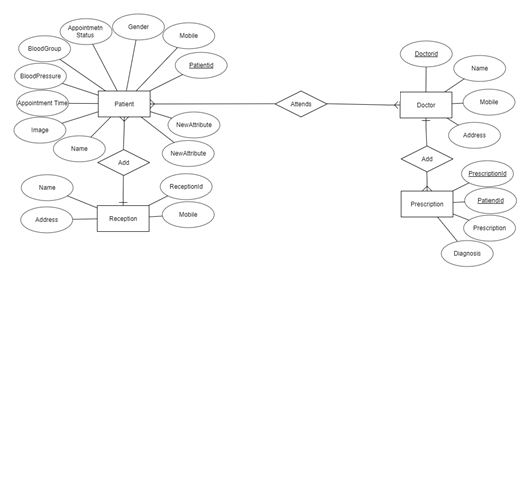 Appointmetn
Status
Gender
Mobile
BloodGroup
Patientid
BloodPressure
Appointment Time
Patient
Image
Name
NewAttribute
NewAttribute
Attends
Doctorid
Name
Doctor
Mobile
Address
Add
Add
Name
Address
Reception
ReceptionId
Mobile
PrescriptionId
Prescription
PatiendId
Prescription
Diagnosis